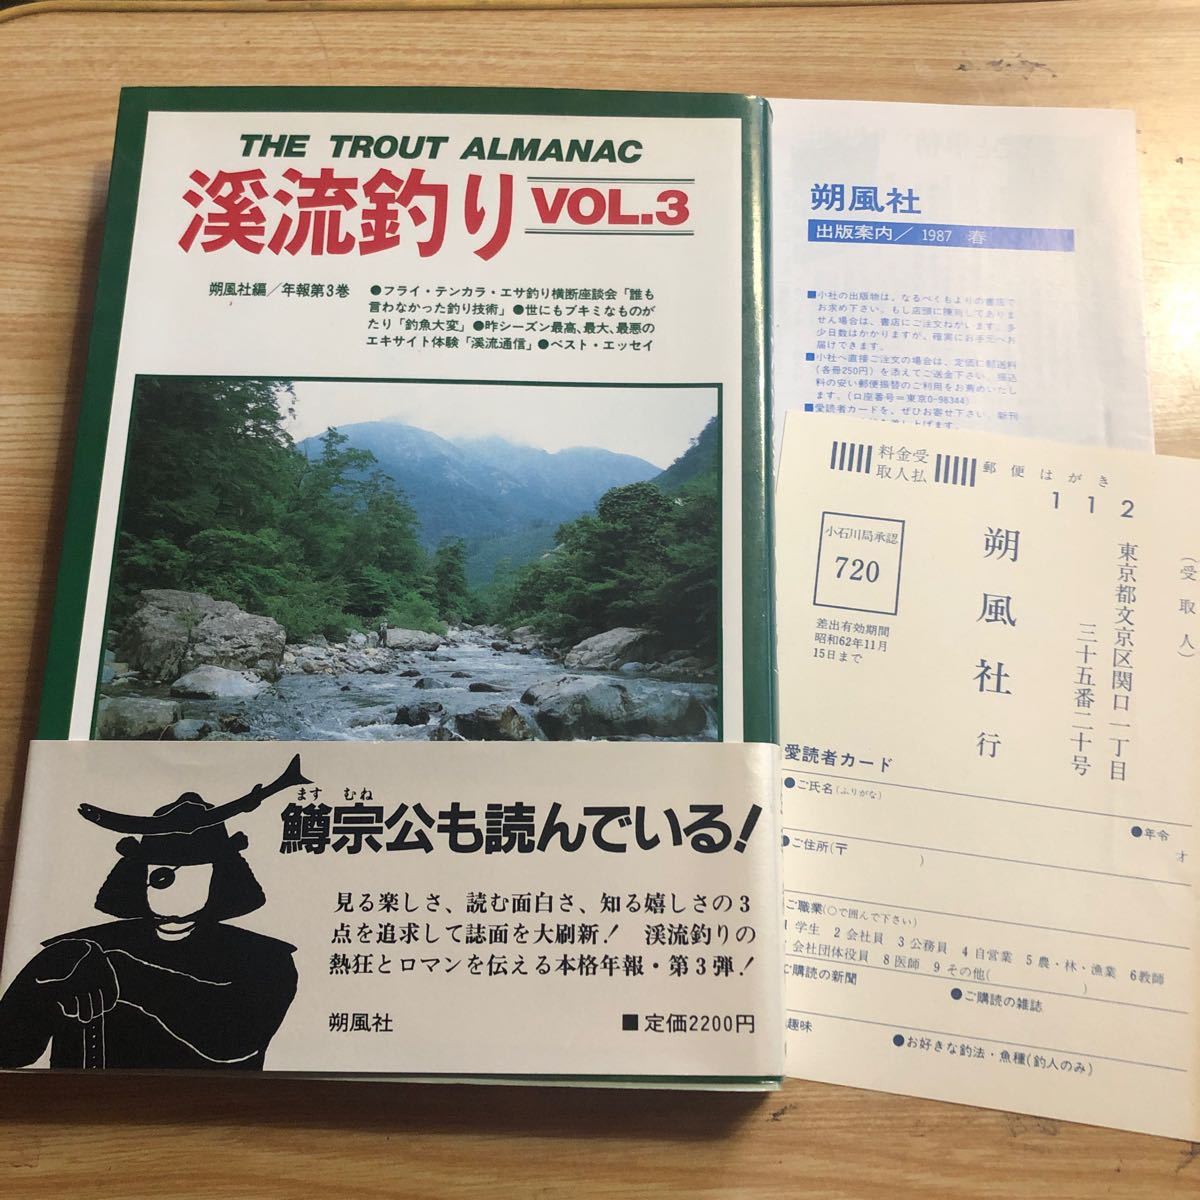 THE TROUT ALMANAC
渓流釣り VOL.3
朔風社編／年報第3巻
●フライ・テンカラ・エサ釣り横断座談会「誰も
言わなかった釣り技術」●世にもブキミなものが
たり「釣魚大変」●昨シーズン最高、最大、最悪の
エキサイト体験「渓流通信」●ベスト・エッセイ
ます むね
鱒宗公も読んでいる!
見る楽しさ、読む面白さ、知る嬉しさの3
点を追求して誌面を大刷新! 渓流釣りの
熱狂とロマンを伝える本格年報・第3弾!
朔風社
■定価2200円
朔風社
出版案内／1987 春
■小社の出版物は、なるべくもよりの書店で
お求め下さい。もし店頭に陳列してありま
せん場合は、書店にご注文ねがいます。多
少日数はかかりますが、確実にお手元へお
届けできます。
■小社へ直接ご注文の場合は、定価に郵送料
(各冊250円)を添えてご送金下さい。振込
料の安い郵便振替のご利用をお薦めいたし
ます。(口座番号=東京0-98344)
■愛読者カードを、ぜひお寄せ下さい。新刊
料金受
取人払
郵便はがき
112
小石川局承認
720
差出有効期間
昭和62年11月
15日まで
(受取人)
東京都文京区関口一丁目
三十五番二十号
朔風社 行
愛読者カード
●ご氏名(ふりがな)
●年令
才
●ご住所(〒 )
ご職業(○で囲んで下さい)
1 学生 2 会社員 3 公務員 4 自営業 5 農・林・漁業 6教師
会社団体役員 8 医師 9 その他( )
ご購読の新聞
●ご購読の雑誌
趣味
●お好きな釣法・魚種(釣人のみ)